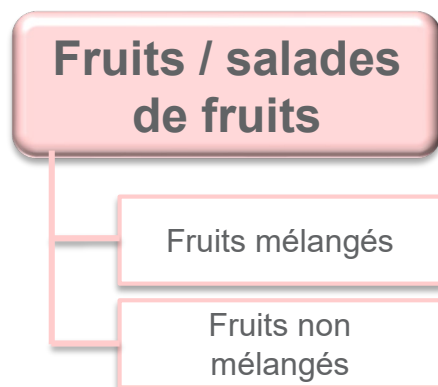 Fruits / salades
de fruits
Fruits mélangés
Fruits non
mélangés